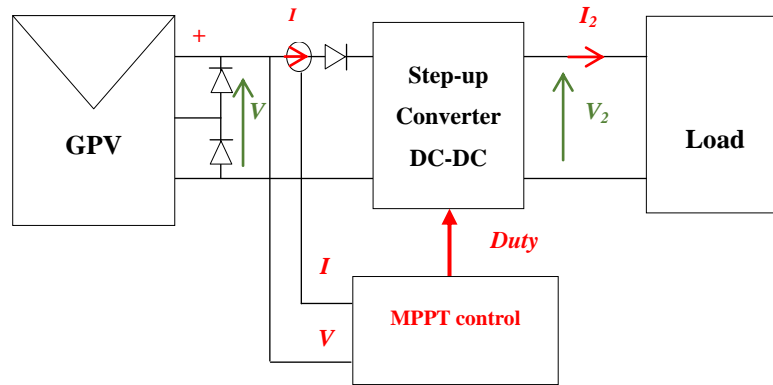 I
I₂
+
Step-up
Converter
DC-DC
V
V₂
GPV
Load
Duty
I
MPPT control
V